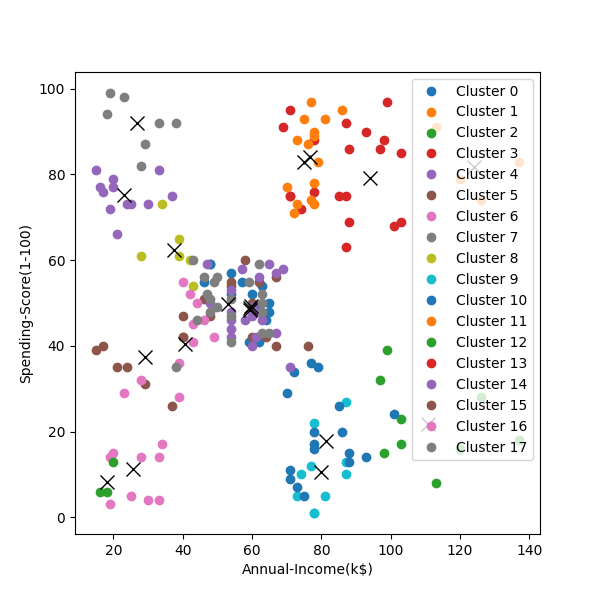 100
80
60
40
20
0
Spending-Score(1-100)
20
40
60
80
100
120
140
Annual-Income(k$)
Cluster 0
Cluster 1
Cluster 2
Cluster 3
Cluster 4
Cluster 5
Cluster 6
Cluster 7
Cluster 8
Cluster 9
Cluster 10
Cluster 11
Cluster 12
Cluster 13
Cluster 14
Cluster 15
Cluster 16
Cluster 17